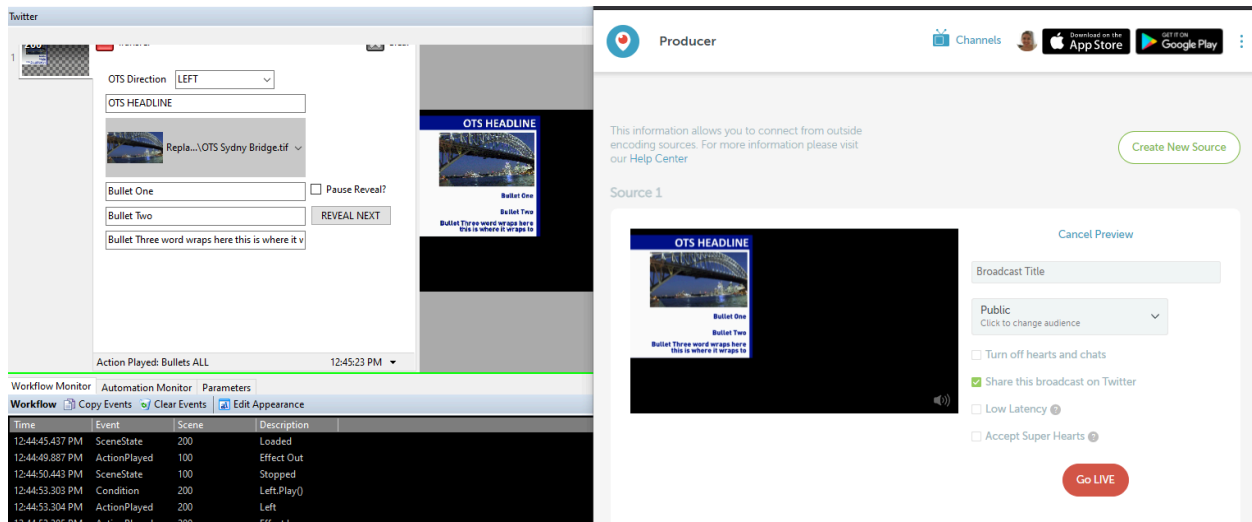 Twitter
1
OTS Direction LEFT
OTS HEADLINE
Repla...\OTS Sydny Bridge.tif
Bullet One
Pause Reveal?
Bullet Two
REVEAL NEXT
Bullet Three word wraps here this is where it v
Action Played: Bullets ALL 12:45:23 PM
OTS HEADLINE
Bullet One
Bullet Two
Bullet Three word wraps here
this is where it wraps to
Workflow Monitor Automation Monitor Parameters
Workflow Copy Events Clear Events Edit Appearance
Time Event Scene Description
12:44:45.437 PM SceneState 200 Loaded
12:44:49.887 PM ActionPlayed 100 Effect Out
12:44:50.443 PM SceneState 100 Stopped
12:44:53.303 PM Condition 200 Left.Play()
12:44:53.304 PM ActionPlayed 200 Left
Producer
Channels
Download on the
App Store
GET IT ON
Google Play
This information allows you to connect from outside
encoding sources. For more information please visit
our Help Center
Create New Source
Source 1
OTS HEADLINE
Bullet One
Bullet Two
Bullet Three word wraps here
this is where it wraps to
Cancel Preview
Broadcast Title
Public
Click to change audience
Turn off hearts and chats
Share this broadcast on Twitter
Low Latency
Accept Super Hearts
Go LIVE